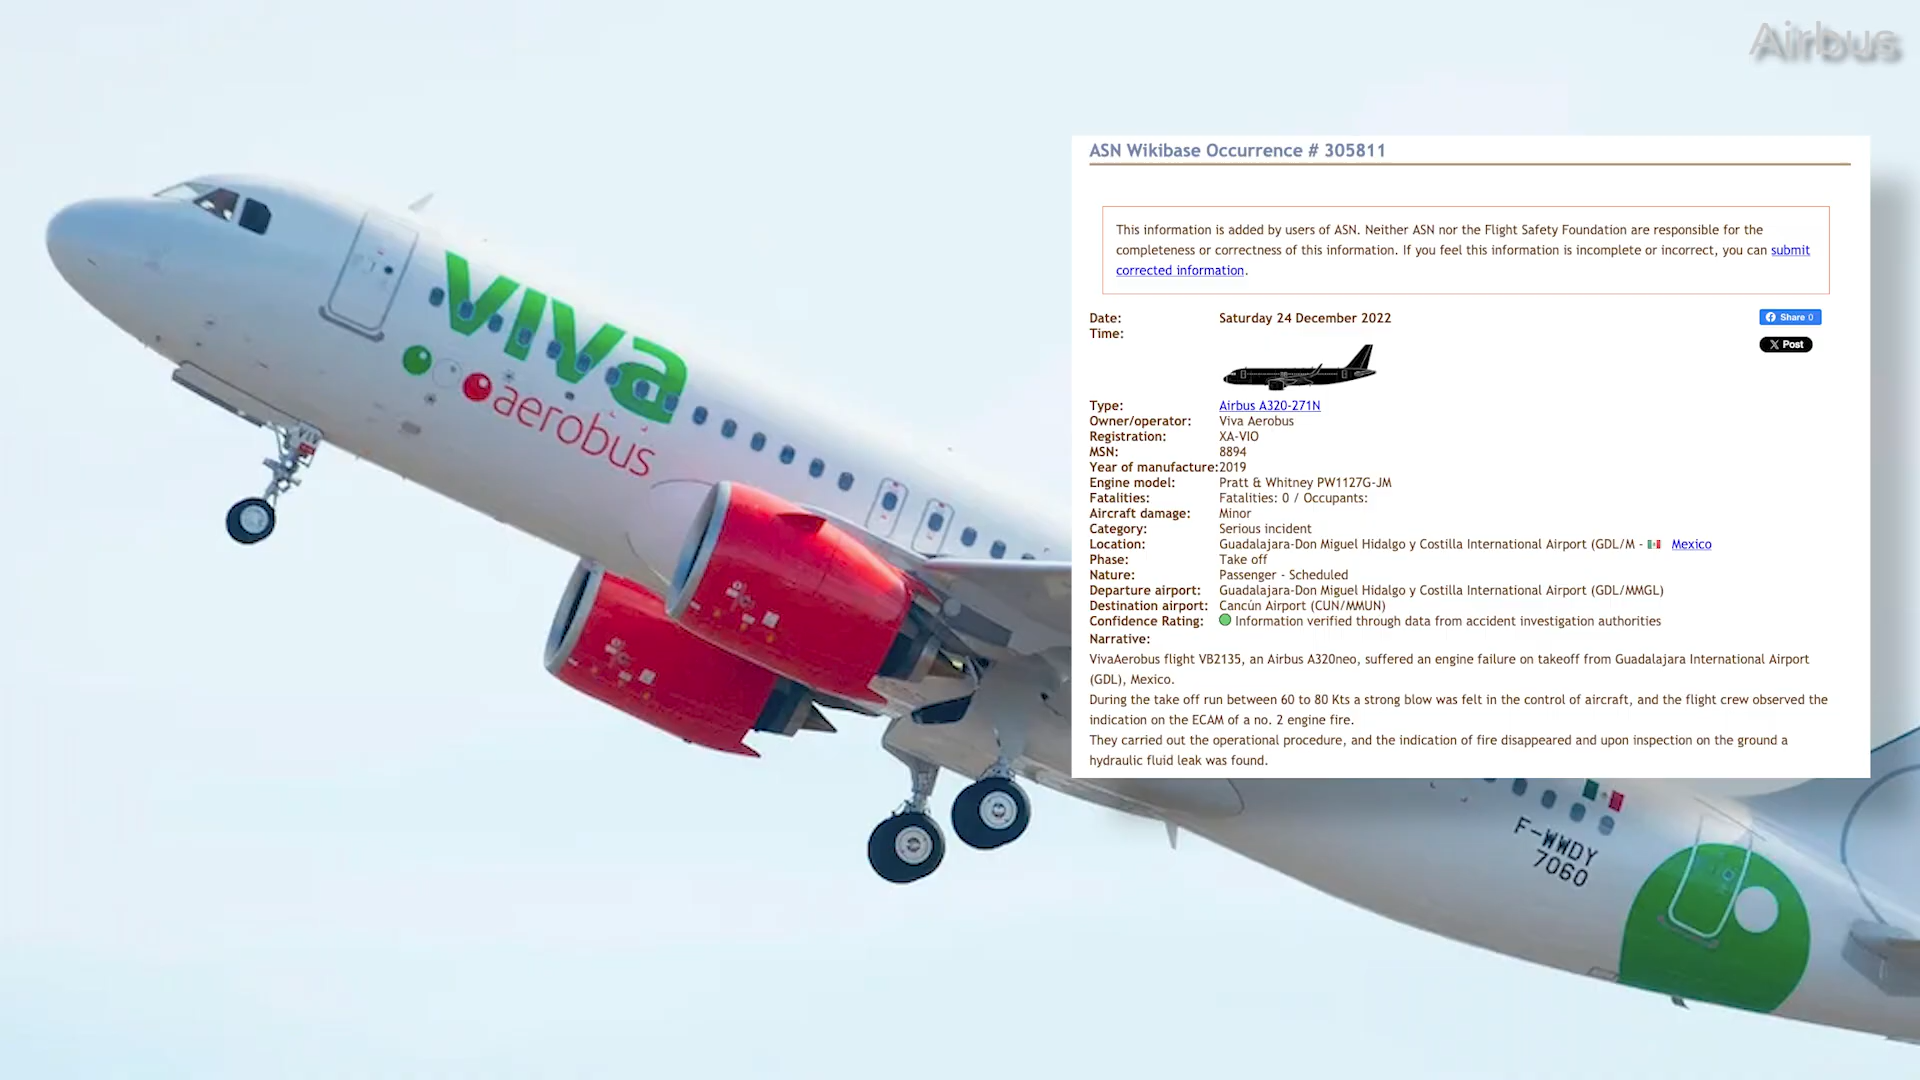 Airbus
viva
aerobus
ASN Wikibase Occurrence # 305811
This information is added by users of ASN. Neither ASN nor the Flight Safety Foundation are responsible for the
completeness or correctness of this information. If you feel this information is incomplete or incorrect, you can submit
corrected information.
Date: Saturday 24 December 2022
Share 0
Time:
X Post
Type: Airbus A320-271N
Owner/operator: Viva Aerobus
Registration: XA-VIO
MSN: 8894
Year of manufacture:2019
Engine model: Pratt & Whitney PW1127G-JM
Fatalities: Fatalities: 0 / Occupants:
Aircraft damage: Minor
Category: Serious incident
Location: Guadalajara-Don Miguel Hidalgo y Costilla International Airport (GDL/M - Mexico
Phase: Take off
Nature: Passenger - Scheduled
Departure airport: Guadalajara-Don Miguel Hidalgo y Costilla International Airport (GDL/MMGL)
Destination airport: Cancún Airport (CUN/MMUN)
Confidence Rating: Information verified through data from accident investigation authorities
Narrative:
VivaAerobus flight VB2135, an Airbus A320neo, suffered an engine failure on takeoff from Guadalajara International Airport
(GDL), Mexico.
During the take off run between 60 to 80 Kts a strong blow was felt in the control of aircraft, and the flight crew observed the
indication on the ECAM of a no. 2 engine fire.
They carried out the operational procedure, and the indication of fire disappeared and upon inspection on the ground a
hydraulic fluid leak was found.
F-WWDY
7060